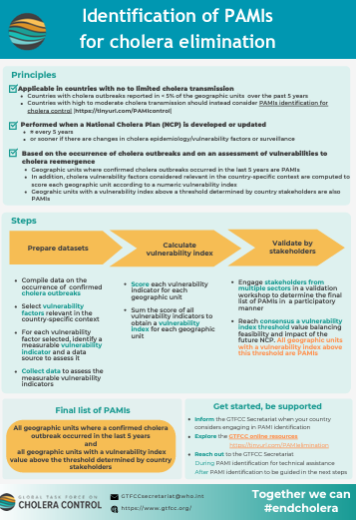 Identification of PAMIs
for cholera elimination
Principles
Applicable in countries with no to limited cholera transmission
Countries with cholera outbreaks reported in < 5% of the geographic units over the past 5 years
Countries with high to moderate cholera transmission should instead consider PAMIs identification for
cholera control [https://tinyurl.com/PAMIcontrol]
Performed when a National Cholera Plan (NCP) is developed or updated
≈ every 5 years
or sooner if there are changes in cholera epidemiology/vulnerability factors or surveillance
Based on the occurrence of cholera outbreaks and on an assessment of vulnerabilities to
cholera reemergence
Geographic units where confirmed cholera outbreaks occurred in the last 5 years are PAMIs
In addition, cholera vulnerability factors considered relevant in the country-specific context are computed to
score each geographic unit according to a numeric vulnerability index
Geographic units with a vulnerability index above a threshold determined by country stakeholders are also
PAMIs
Steps
Prepare datasets
Calculate
vulnerability index
Validate by
stakeholders
Compile data on the
occurrence of confirmed
cholera outbreaks
Select vulnerability
factors relevant in the
country-specific context
For each vulnerability
factor selected, identify a
measurable vulnerability
indicator and a data
source to assess it
Collect data to assess the
measurable vulnerability
indicators
Score each vulnerability
indicator for each
geographic unit
Sum the score of all
vulnerability indicators to
obtain a vulnerability
index for each geographic
unit
Engage stakeholders from
multiple sectors in a validation
workshop to determine the final
list of PAMIs in a participatory
manner
Reach consensus a vulnerability
index threshold value balancing
feasibility and impact of the
future NCP. All geographic units
with a vulnerability index above
this threshold are PAMIs
Final list of PAMIs
All geographic units where a confirmed cholera
outbreak occurred in the last 5 years
and
all geographic units with a vulnerability index
value above the threshold determined by country
stakeholders
Get started, be supported
Inform the GTFCC Secretariat when your country
considers engaging in PAMI identification
Explore the GTFCC online resources
https://tinyurl.com/PAMIelimination
Reach out to the GTFCC Secretariat
During PAMI identification for technical assistance
After PAMI identification to be guided in the next steps
GLOBAL TASK FORCE ON
CHOLERA CONTROL
GTFCCsecretariat@who.int
https://www.gtfcc.org/
Together we can
#endcholera